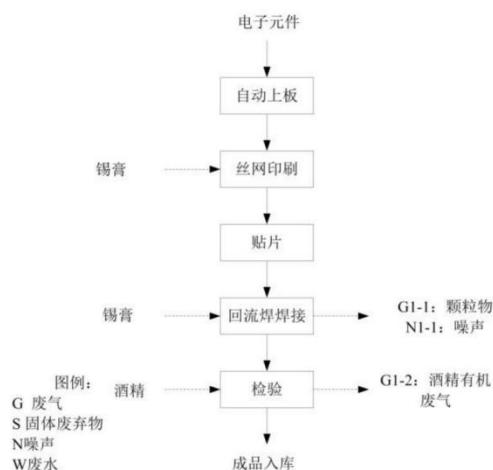 电子元件
自动上板
锡膏
丝网印刷
贴片
锡膏
回流焊焊接
G1-1：颗粒物
N1-1：噪声
图例：
酒精
检验
G1-2：酒精有机
废气
G 废气
S 固体废弃物
N噪声
W废水
成品入库